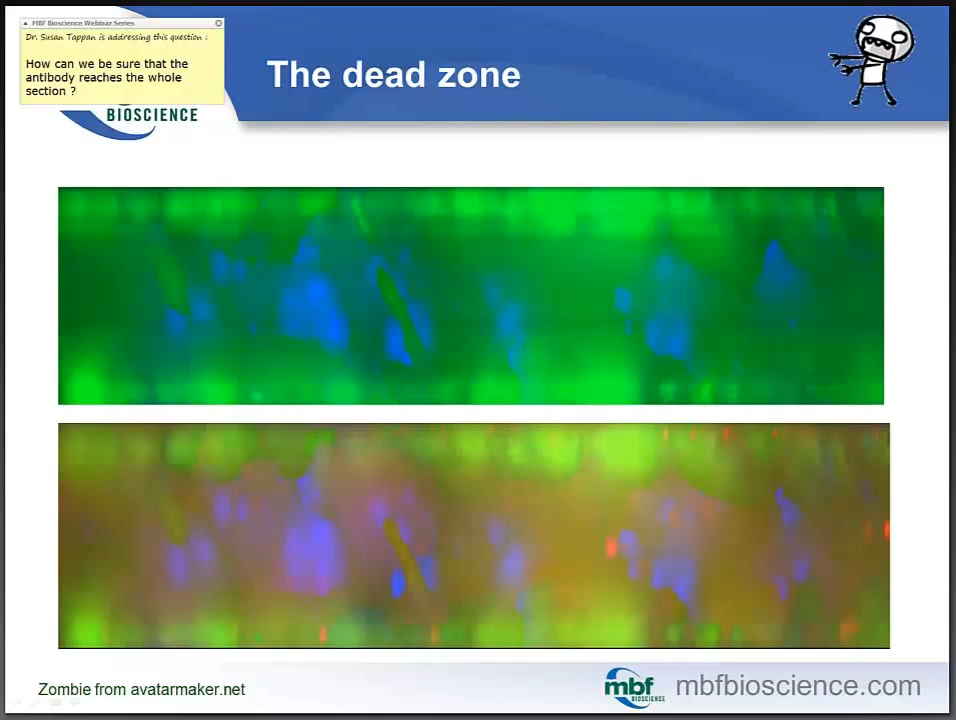 MBF Bioscience Webinar Series
Dr. Susan Tappan is addressing this question :
How can we be sure that the
antibody reaches the whole
section ?
BIOSCIENCE
The dead zone
Zombie from avatarmaker.net
mbf
BIOSCIENCE
mbfbioscience.com